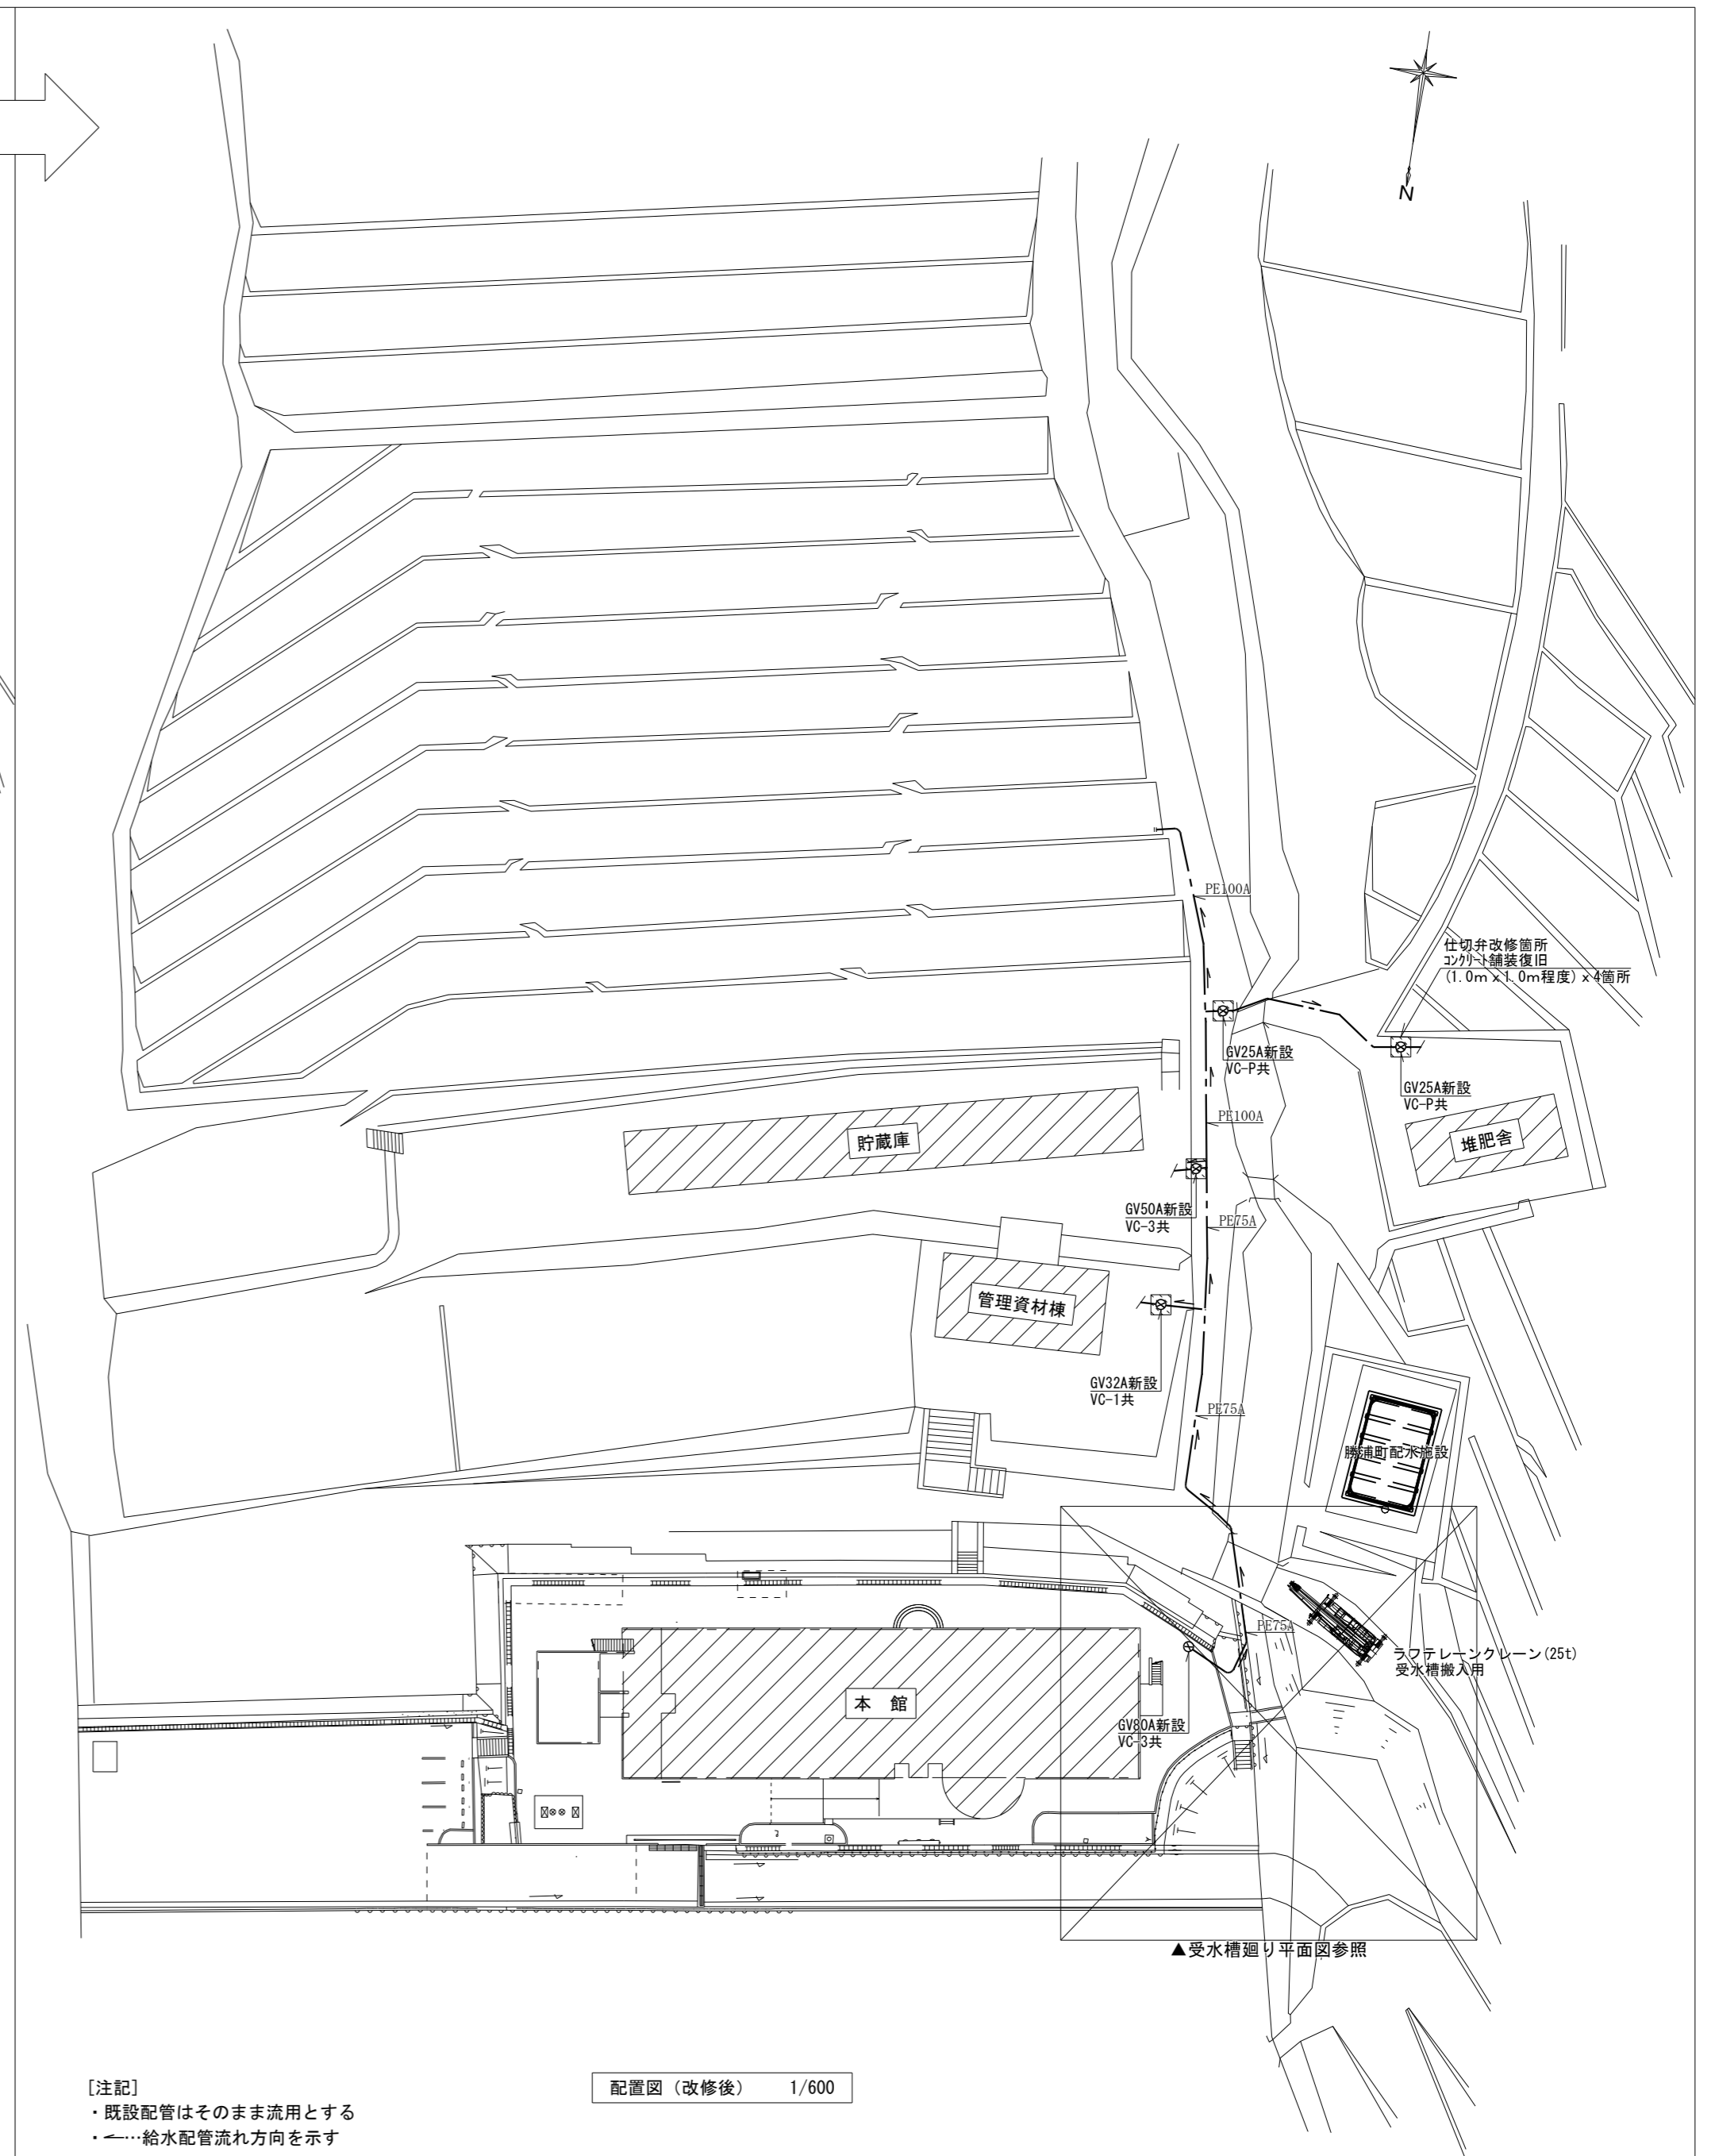 N
PE100A
仕切弁改修箇所
コンクリート舗装復旧
(1.0m x 1.0m程度) x 4箇所
GV25A新設
VC-P共
GV25A新設
VC-P共
PE100A
貯蔵庫
堆肥舎
GV50A新設
VC-3共
PE75A
管理資材棟
GV32A新設
VC-1共
PE75A
勝浦町配水施設
PE75A
ラフテレーンクレーン(25t)
受水槽搬入用
本 館
GV80A新設
VC-3共
▲受水槽廻り平面図参照
[注記]
・既設配管はそのまま流用とする
・←…給水配管流れ方向を示す
配置図（改修後） 1/600